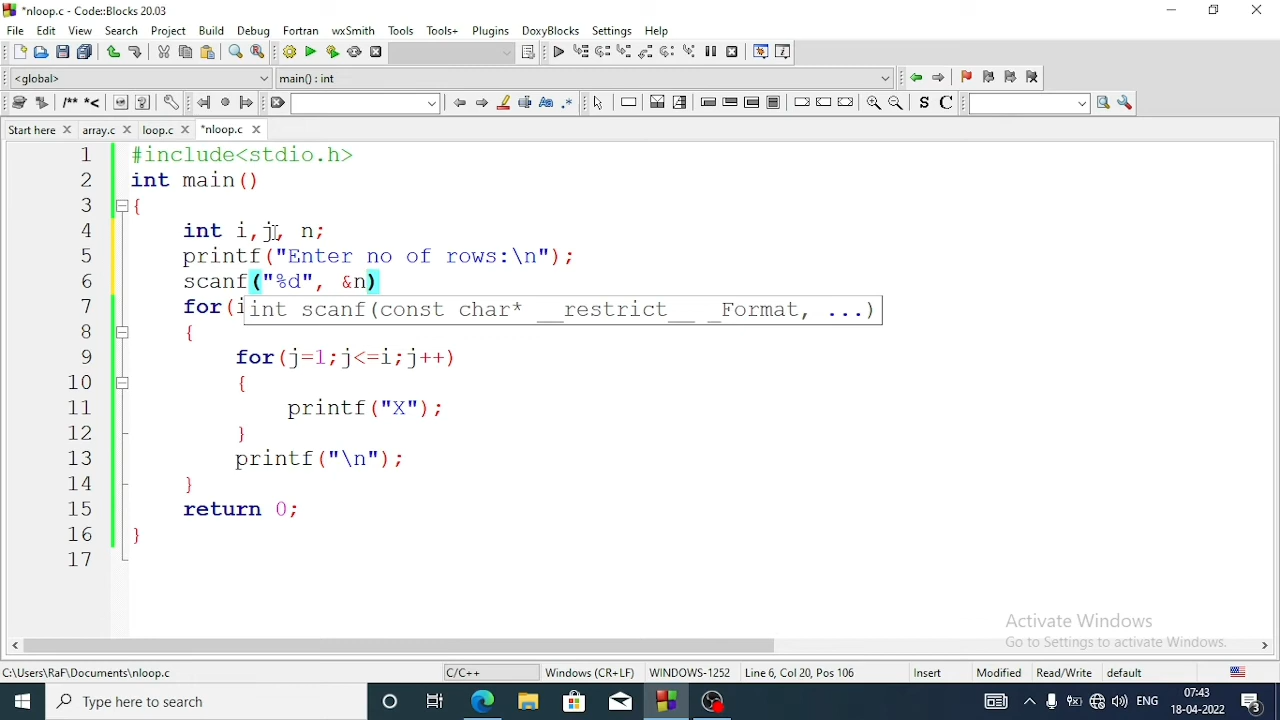 *nloop.c - Code::Blocks 20.03
File Edit View Search Project Build Debug Fortran wxSmith Tools Tools+ Plugins DoxyBlocks Settings Help
<global> main() : int
/** *<
S C
Start here array.c loop.c *nloop.c
1 #include<stdio.h>
2 int main()
3 {
4 int i,j, n;
5 printf("Enter no of rows:\n");
6 scanf("%d", &n)
7 for(i int scanf(const char* __restrict__ _Format, ...)
8 {
9 for(j=1;j<=i;j++)
10 {
11 printf("X");
12 }
13 printf("\n");
14 }
15 return 0;
16 }
17
Activate Windows
Go to Settings to activate Windows.
C:\Users\RaF\Documents\nloop.c C/C++ Windows (CR+LF) WINDOWS-1252 Line 6, Col 20, Pos 106 Insert Modified Read/Write default
Type here to search ENG 07:43
18-04-2022 3